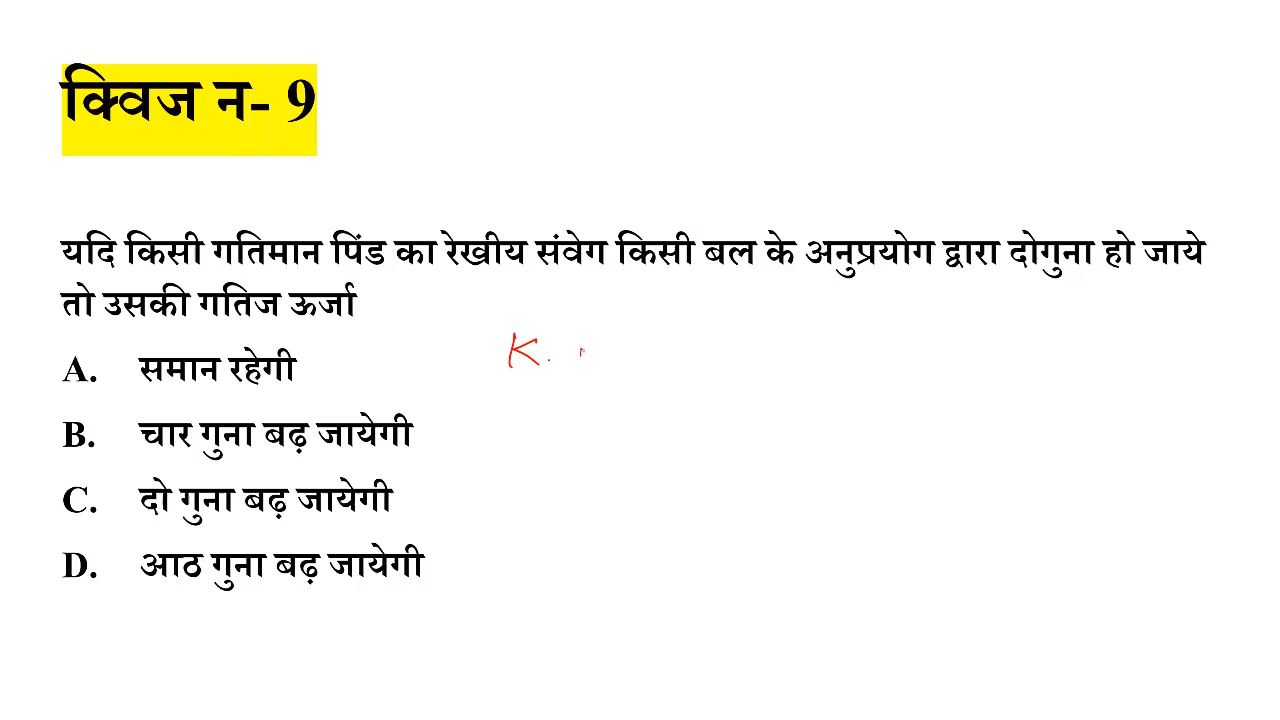 क्विज न- 9
यदि किसी गतिमान पिंड का रेखीय संवेग किसी बल के अनुप्रयोग द्वारा दोगुना हो जाये
तो उसकी गतिज ऊर्जा
K.
A. समान रहेगी
B. चार गुना बढ़ जायेगी
C. दो गुना बढ़ जायेगी
D. आठ गुना बढ़ जायेगी